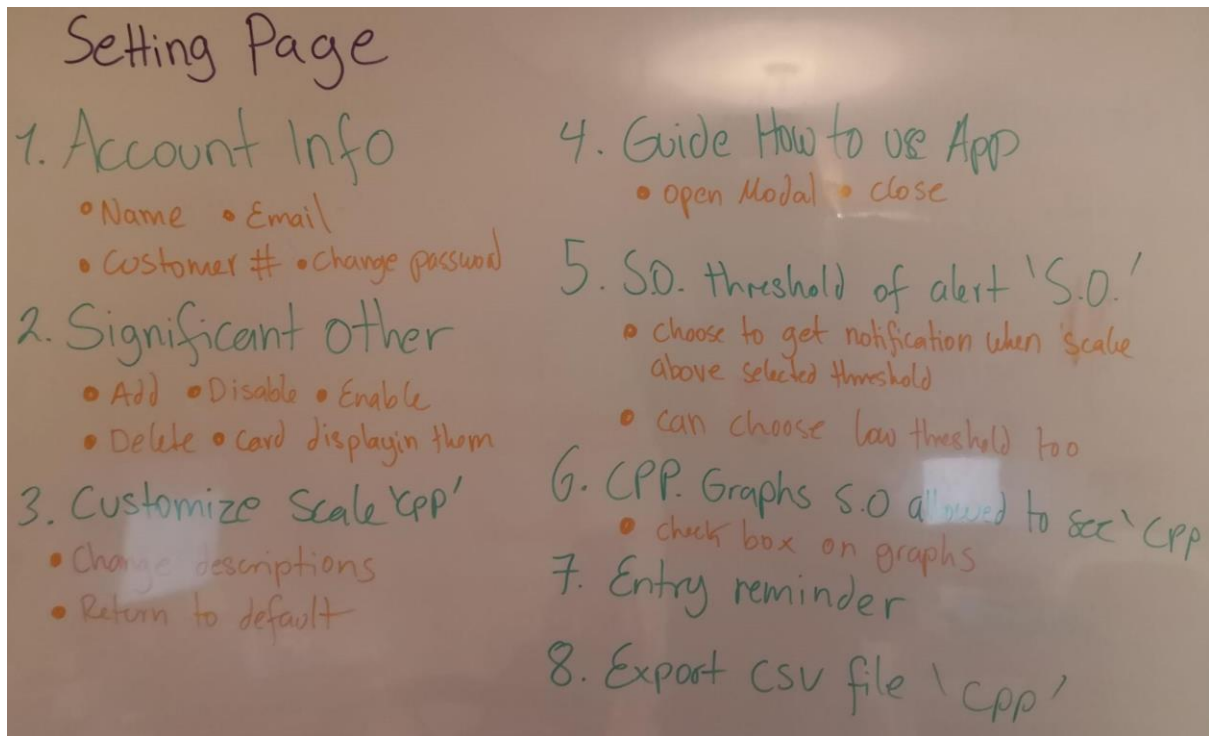 Setting Page
1. Account Info
• Name • Email
• Customer # • Change password
2. Significant other
• Add • Disable • Enable
• Delete • Card displayin them
3. Customize Scale 'cpp'
• Change descriptions
• Return to default
4. Guide How to use App
• open Modal • close
5. S.O. threshold of alert 'S.O.'
• choose to get notification when scale
above selected threshold
• can choose low threshold too
6. CPP. Graphs S.O allowed to see 'CPP
• check box on graphs
7. Entry reminder
8. Export CSV file 'Cpp'